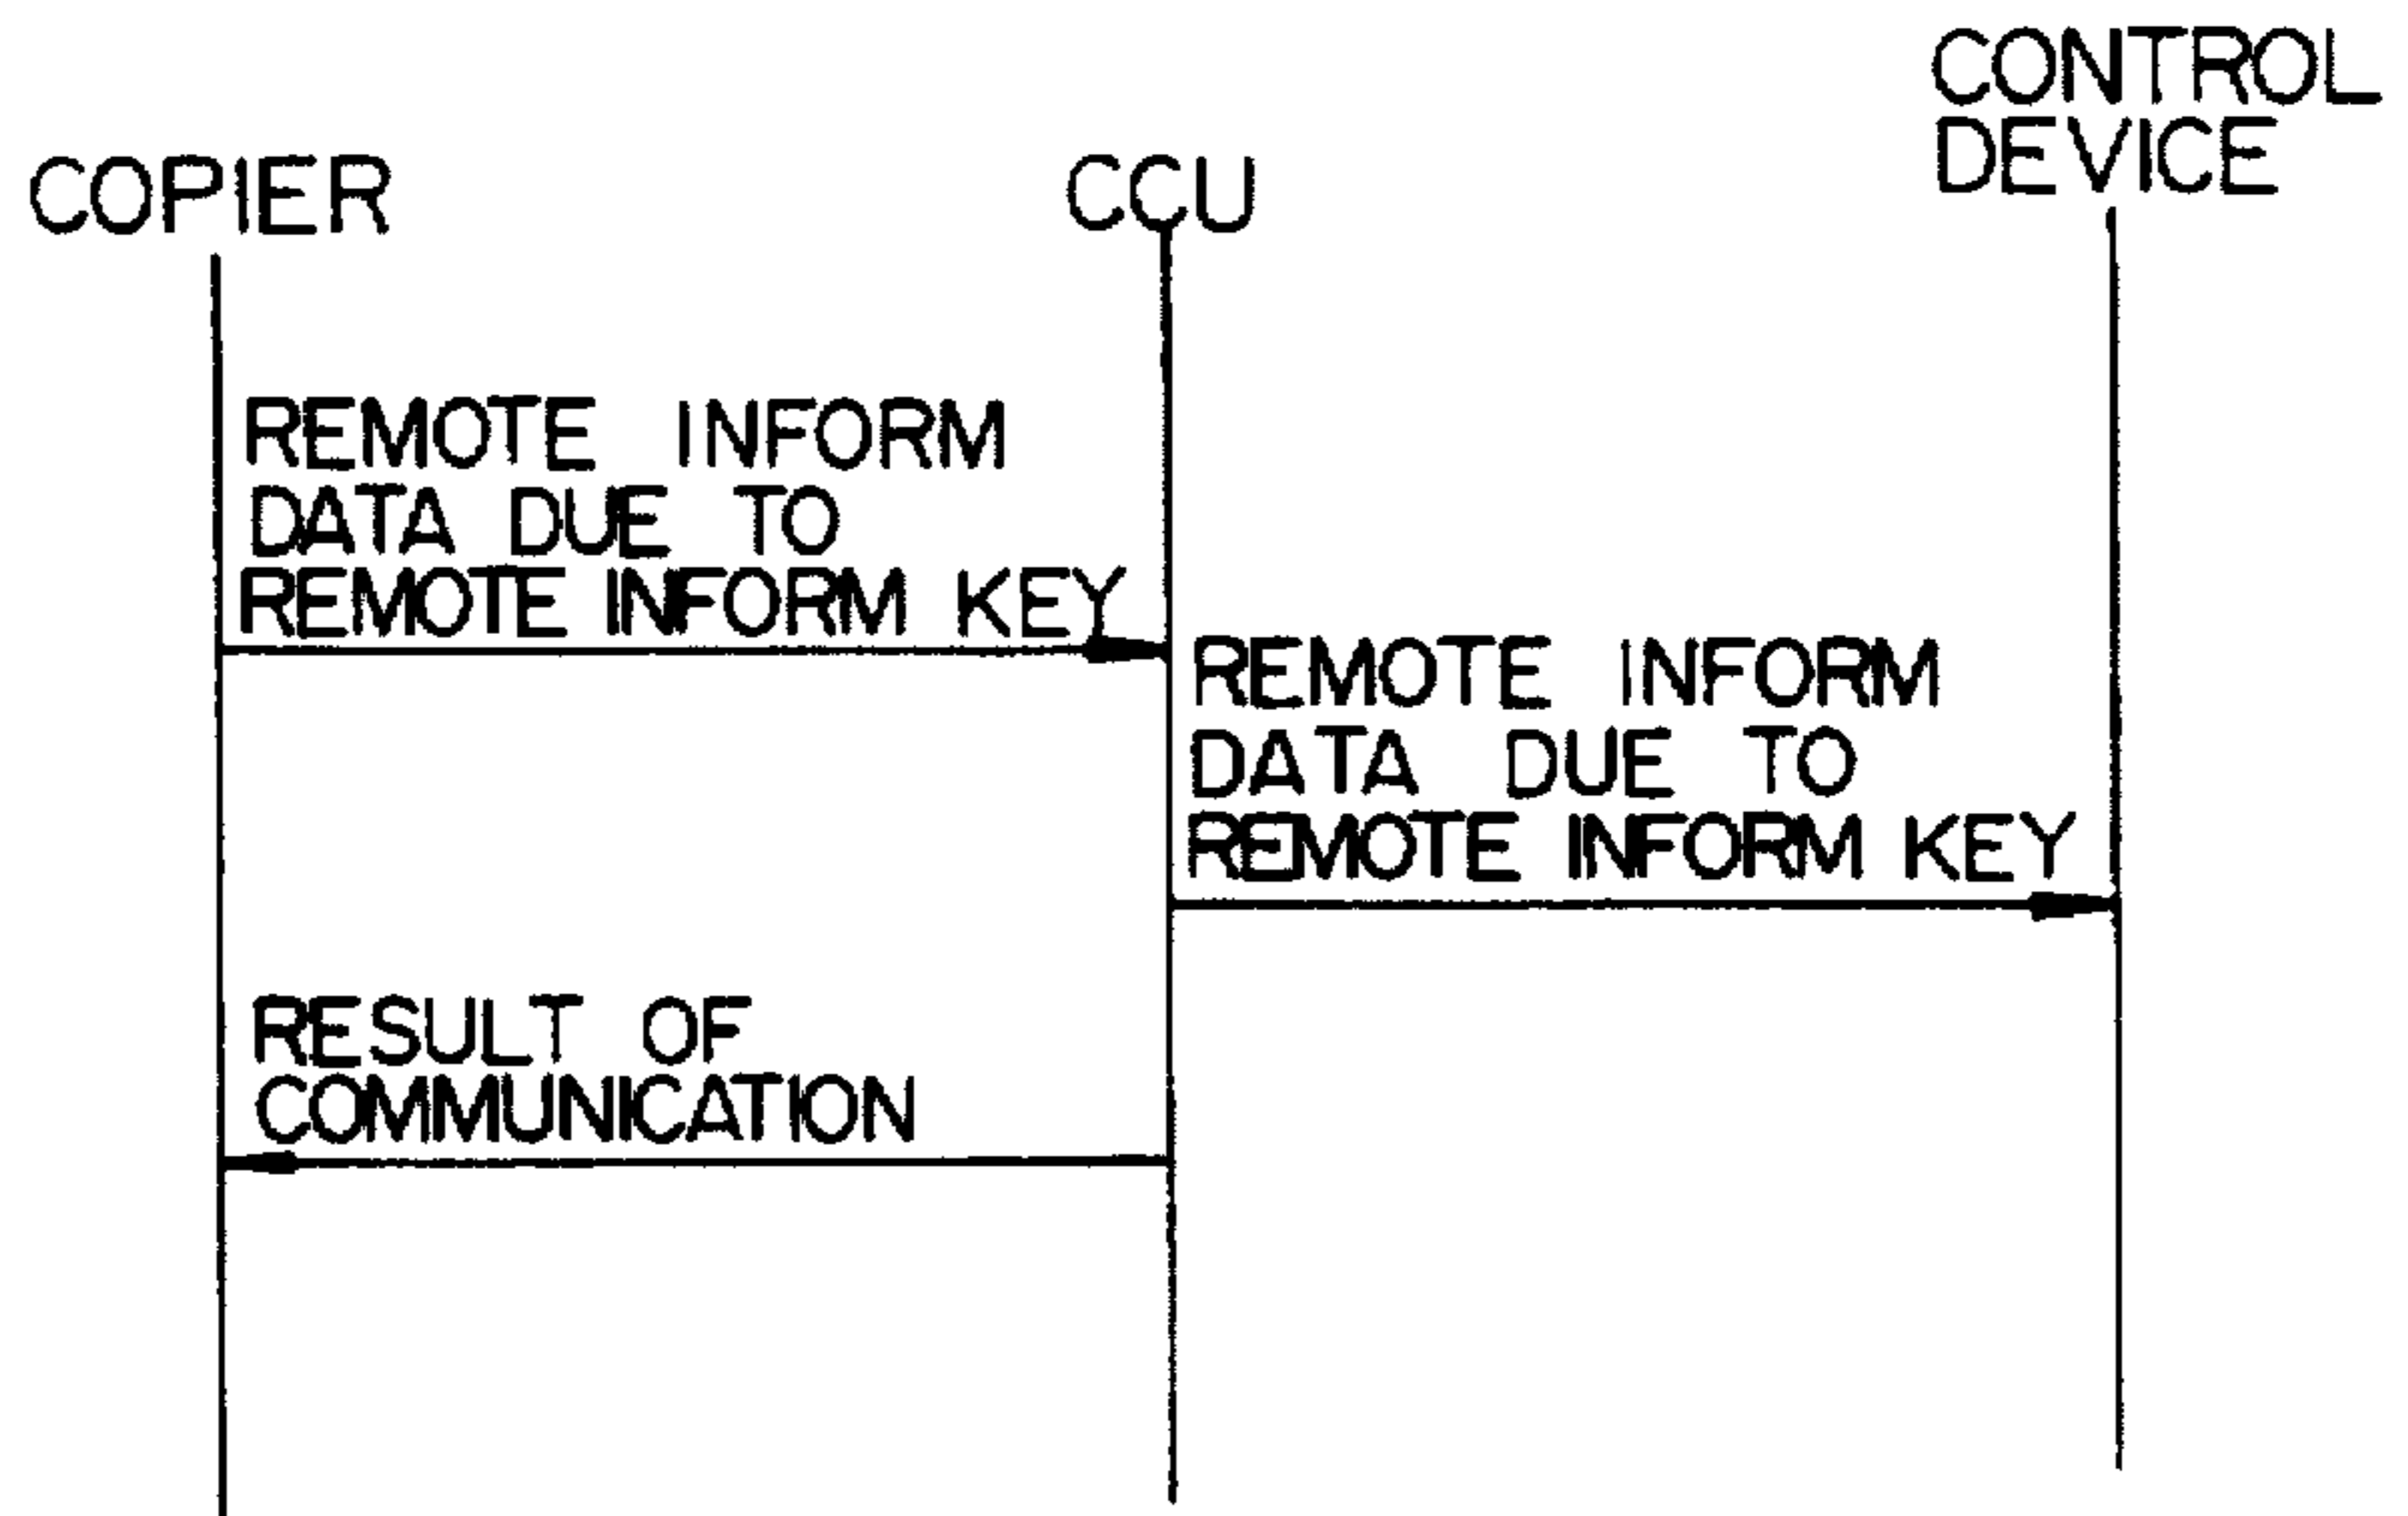 COPIER
CCU
CONTROL
DEVICE
REMOTE INFORM
DATA DUE TO
REMOTE INFORM KEY
REMOTE INFORM
DATA DUE TO
REMOTE INFORM KEY
RESULT OF
COMMUNICATION